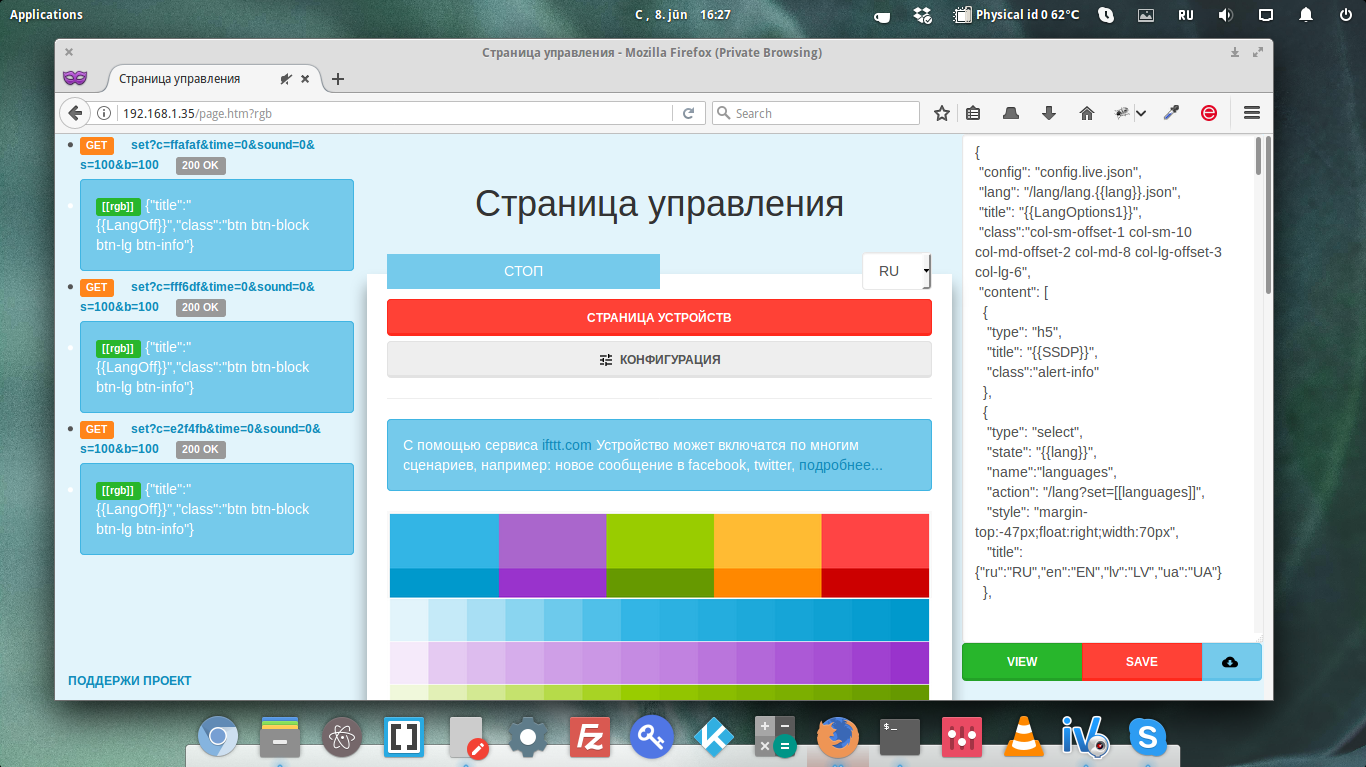 Applications
C , 8. jūn 16:27
Physical id 0 62°C
RU
Страница управления - Mozilla Firefox (Private Browsing)
Страница управления
192.168.1.35/page.htm?rgb
Search
GET set?c=ffafaf&time=0&sound=0&
s=100&b=100 200 OK
[[rgb]] {"title":"
{{LangOff}}","class":"btn btn-block
btn-lg btn-info"}
GET set?c=fff6df&time=0&sound=0&
s=100&b=100 200 OK
[[rgb]] {"title":"
{{LangOff}}","class":"btn btn-block
btn-lg btn-info"}
GET set?c=e2f4fb&time=0&sound=0&
s=100&b=100 200 OK
[[rgb]] {"title":"
{{LangOff}}","class":"btn btn-block
btn-lg btn-info"}
ПОДДЕРЖИ ПРОЕКТ
Страница управления
СТОП
RU
СТРАНИЦА УСТРОЙСТВ
КОНФИГУРАЦИЯ
С помощью сервиса ifttt.com Устройство может включатся по многим
сценариев, например: новое сообщение в facebook, twitter, подробнее...
{
"config": "config.live.json",
"lang": "/lang/lang.{{lang}}.json",
"title": "{{LangOptions1}}",
"class":"col-sm-offset-1 col-sm-10
col-md-offset-2 col-md-8 col-lg-offset-3
col-lg-6",
"content": [
{
"type": "h5",
"title": "{{SSDP}}",
"class":"alert-info"
},
{
"type": "select",
"state": "{{lang}}",
"name":"languages",
"action": "/lang?set=[[languages]]",
"style": "margin-
top:-47px;float:right;width:70px",
"title":
{"ru":"RU","en":"EN","lv":"LV","ua":"UA"}
},
VIEW
SAVE